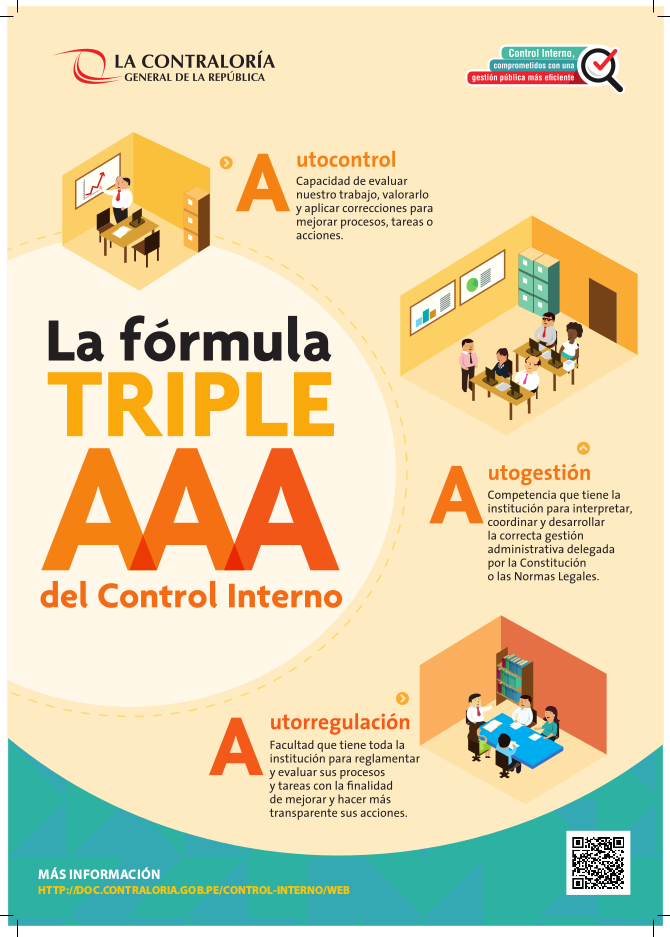 LA CONTRALORÍA
GENERAL DE LA REPÚBLICA
Control Interno,
comprometidos con una
gestión pública más eficiente
Autocontrol
Capacidad de evaluar
nuestro trabajo, valorarlo
y aplicar correcciones para
mejorar procesos, tareas o
acciones.
La fórmula
TRIPLE
AAA
del Control Interno
Autogestión
Competencia que tiene la
institución para interpretar,
coordinar y desarrollar
la correcta gestión
administrativa delegada
por la Constitución
o las Normas Legales.
Autorregulación
Facultad que tiene toda la
institución para reglamentar
y evaluar sus procesos
y tareas con la finalidad
de mejorar y hacer más
transparente sus acciones.
MÁS INFORMACIÓN
HTTP://DOC.CONTRALORIA.GOB.PE/CONTROL-INTERNO/WEB